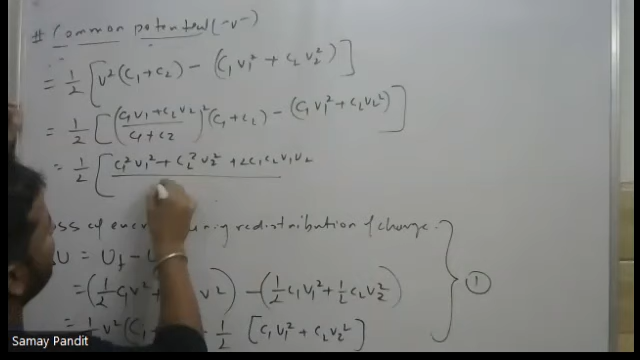 # Common potential (-v-)
= 1/2 [V²(C₁+C₂) - (C₁V₁² + C₂V₂²)]
= 1/2 [(C₁V₁+C₂V₂ / C₁+C₂)² (C₁+C₂) - (C₁V₁² + C₂V₂²)]
= 1/2 [C₁²V₁² + C₂²V₂² + 2C₁C₂V₁V₂
redistribution of charge.
U = U_f -
= (1/2 C₁V² + V²) - (1/2 C₁V₁² + 1/2 C₂V₂²) } ①
= 1/2 V² (C₁ - 1/2 [C₁V₁² + C₂V₂²]
Samay Pandit